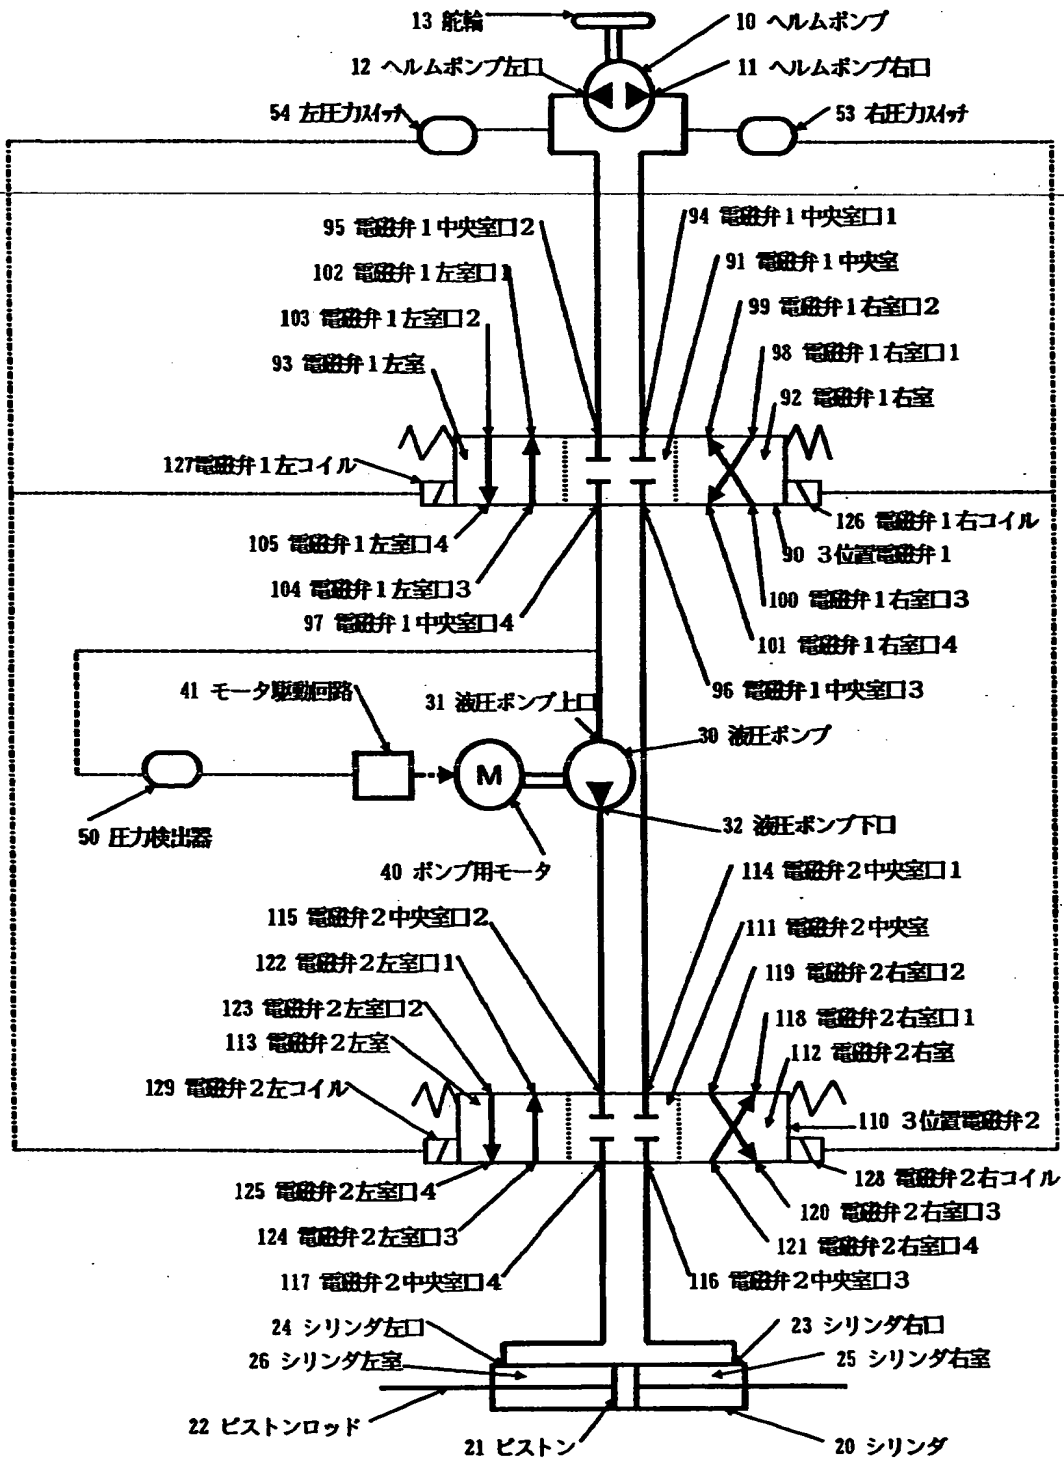 13 舵輪
10 ヘルムポンプ
12 ヘルムポンプ左口
11 ヘルムポンプ右口
54 左圧力スイッチ
53 右圧力スイッチ
95 電磁弁1中央室口2
94 電磁弁1中央室口1
102 電磁弁1左室口1
91 電磁弁1中央室
103 電磁弁1左室口2
99 電磁弁1右室口2
93 電磁弁1左室
98 電磁弁1右室口1
92 電磁弁1右室
127電磁弁1左コイル
126 電磁弁1右コイル
105 電磁弁1左室口4
90 3位置電磁弁1
104 電磁弁1左室口3
100 電磁弁1右室口3
97 電磁弁1中央室口4
101 電磁弁1右室口4
41 モータ駆動回路
31 液圧ポンプ上口
96 電磁弁1中央室口3
30 液圧ポンプ
M
50 圧力検出器
32 液圧ポンプ下口
40 ポンプ用モータ
114 電磁弁2中央室口1
115 電磁弁2中央室口2
111 電磁弁2中央室
122 電磁弁2左室口1
119 電磁弁2右室口2
123 電磁弁2左室口2
118 電磁弁2右室口1
113 電磁弁2左室
112 電磁弁2右室
129 電磁弁2左コイル
110 3位置電磁弁2
125 電磁弁2左室口4
128 電磁弁2右コイル
120 電磁弁2右室口3
124 電磁弁2左室口3
121 電磁弁2右室口4
117 電磁弁2中央室口4
116 電磁弁2中央室口3
24 シリンダ左口
23 シリンダ右口
26 シリンダ左室
25 シリンダ右室
22 ピストンロッド
21 ピストン
20 シリンダ